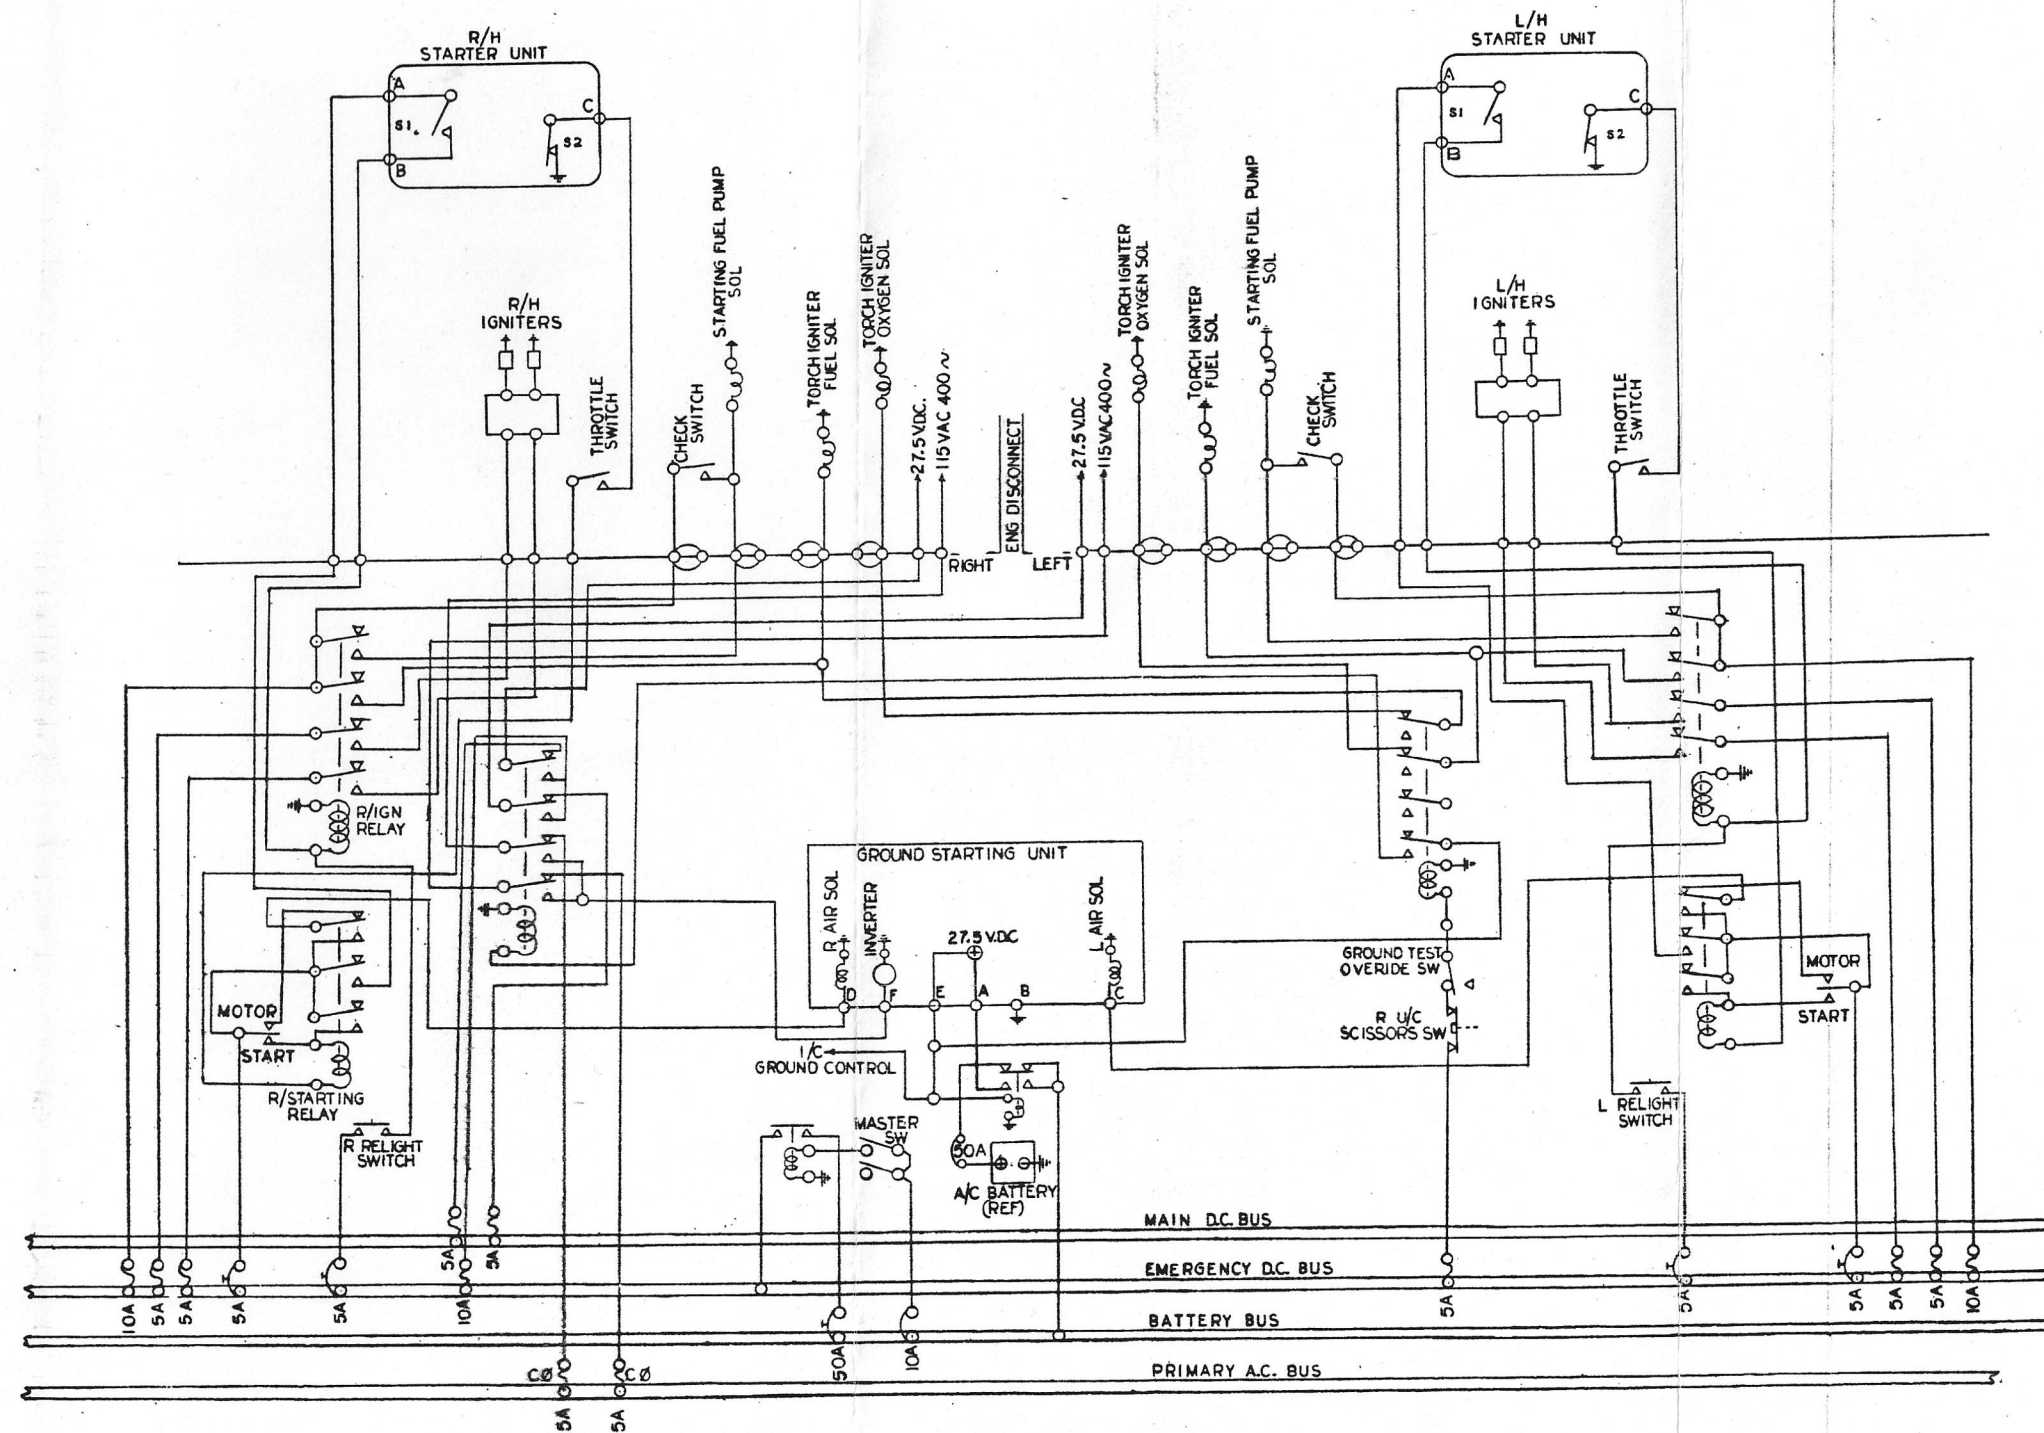 R/H
STARTER UNIT
A
S1.
B
C
S2
L/H
STARTER UNIT
A
S1
B
C
S2
R/H
IGNITERS
THROTTLE
SWITCH
CHECK
SWITCH
STARTING FUEL PUMP
SOL
TORCH IGNITER
FUEL SOL
TORCH IGNITER
OXYGEN SOL
27.5 V.DC.
115 VAC 400~
ENG DISCONNECT
RIGHT
LEFT
27.5 V.D.C
115 VAC 400~
TORCH IGNITER
OXYGEN SOL
TORCH IGNITER
FUEL SOL
STARTING FUEL PUMP
SOL
CHECK
SWITCH
L/H
IGNITERS
THROTTLE
SWITCH
R/IGN
RELAY
GROUND STARTING UNIT
R AIR SOL
INVERTER
27.5 V.DC
L AIR SOL
D
F
E
A
B
C
MOTOR
START
R/STARTING
RELAY
R RELIGHT
SWITCH
I/C
GROUND CONTROL
MASTER
SW
50A
A/C BATTERY
(REF)
GROUND TEST
OVERIDE SW
R U/C
SCISSORS SW
MOTOR
START
L RELIGHT
SWITCH
MAIN D.C. BUS
5A
5A
EMERGENCY D.C. BUS
10A
5A
5A
5A
5A
10A
5A
5A
5A
5A
5A
10A
BATTERY BUS
50A
10A
PRIMARY A.C. BUS
CØ
CØ
5A
5A